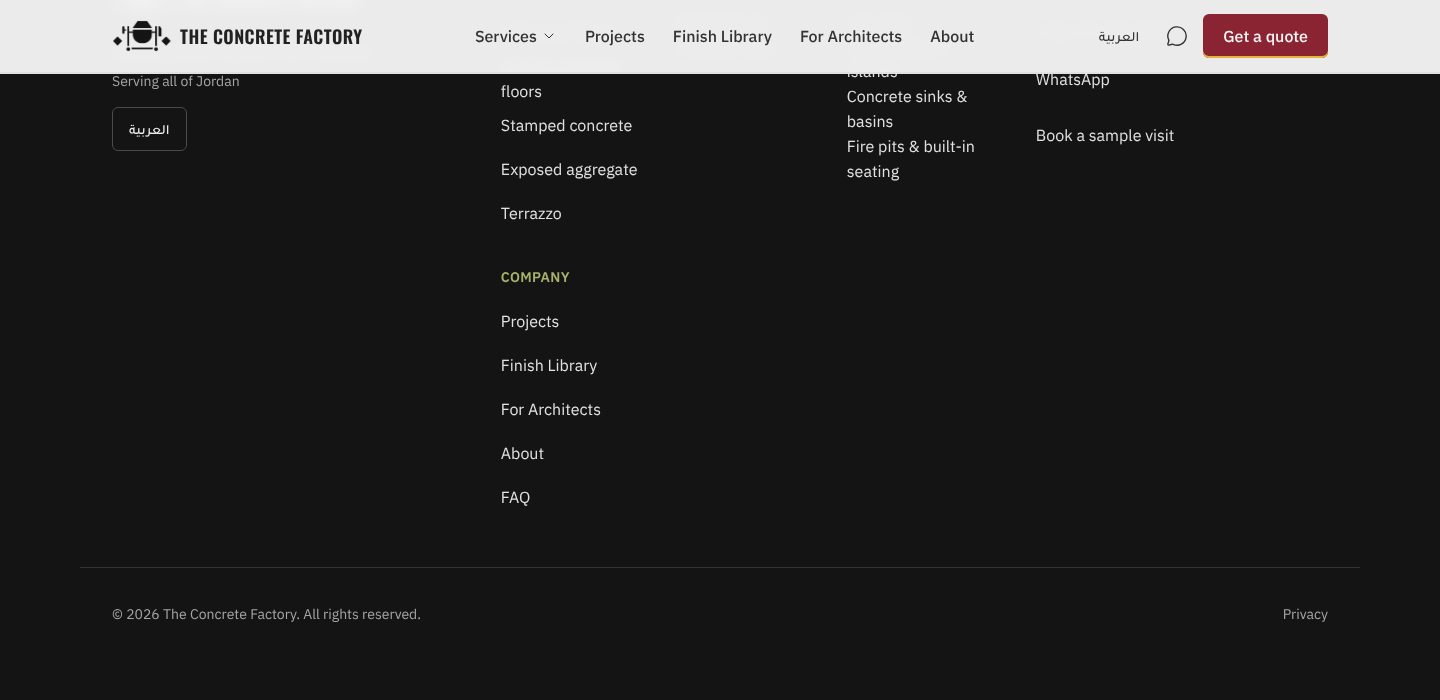 THE CONCRETE FACTORY
Services
Projects
Finish Library
For Architects
About
العربية
Get a quote
Serving all of Jordan
العربية
floors
Stamped concrete
Exposed aggregate
Terrazzo
COMPANY
Projects
Finish Library
For Architects
About
FAQ
islands
Concrete sinks &
basins
Fire pits & built-in
seating
WhatsApp
Book a sample visit
© 2026 The Concrete Factory. All rights reserved.
Privacy